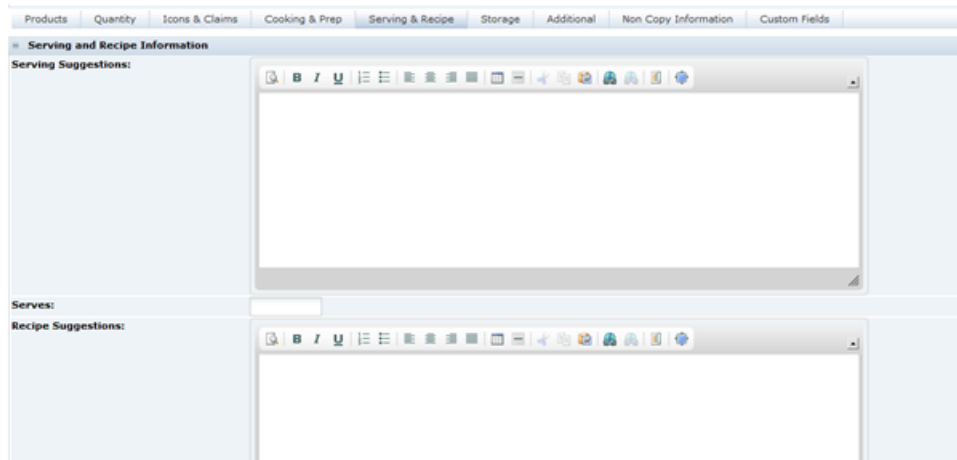 Products Quantity Icons & Claims Cooking & Prep Serving & Recipe Storage Additional Non Copy Information Custom Fields
Serving and Recipe Information
Serving Suggestions:
B I U
Serves:
Recipe Suggestions:
B I U